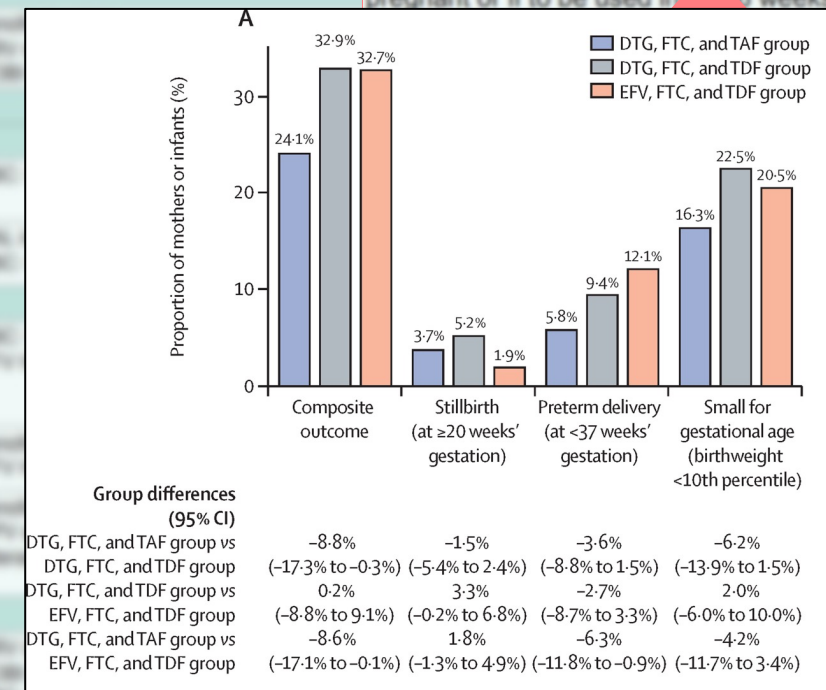 pregnant or if to be used in
weeks
A
DTG, FTC, and TAF group
DTG, FTC, and TDF group
EFV, FTC, and TDF group
Proportion of mothers or infants (%)
30
20
10
0
24·1%
32·9%
32·7%
3·7%
5·2%
1·9%
5·8%
9·4%
12·1%
16·3%
22·5%
20·5%
Composite
outcome
Stillbirth
(at ≥20 weeks'
gestation)
Preterm delivery
(at <37 weeks'
gestation)
Small for
gestational age
(birthweight
<10th percentile)
Group differences
(95% CI)
DTG, FTC, and TAF group vs –8·8% –1·5% –3·6% –6·2%
DTG, FTC, and TDF group (–17·3% to –0·3%) (–5·4% to 2·4%) (–8·8% to 1·5%) (–13·9% to 1·5%)
DTG, FTC, and TDF group vs 0·2% 3·3% –2·7% 2·0%
EFV, FTC, and TDF group (–8·8% to 9·1%) (–0·2% to 6·8%) (–8·7% to 3·3%) (–6·0% to 10·0%)
DTG, FTC, and TAF group vs –8·6% 1·8% –6·3% –4·2%
EFV, FTC, and TDF group (–17·1% to –0·1%) (–1·3% to 4·9%) (–11·8% to –0·9%) (–11·7% to 3·4%)